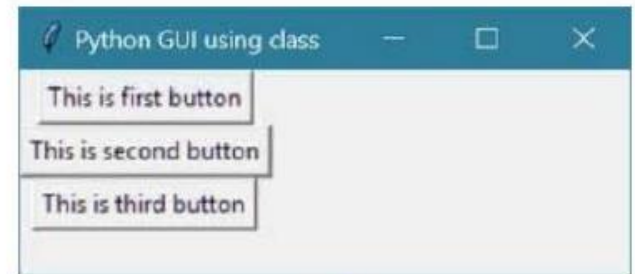 Python GUI using class
This is first button
This is second button
This is third button